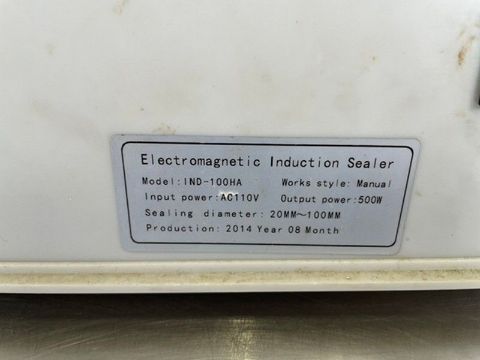 Electromagnetic Induction Sealer
Model:IND-100HA Works style: Manual
Input power:AC110V Output power:500W
Sealing diameter: 20MM~100MM
Production: 2014 Year 08 Month